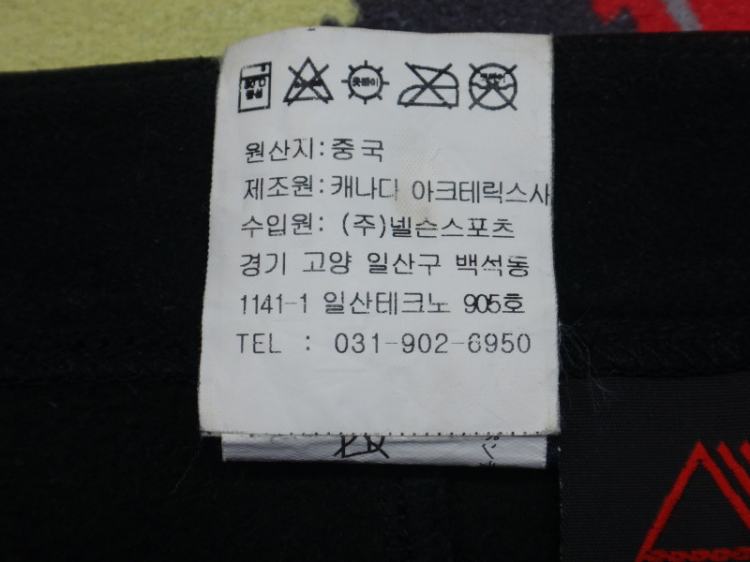 원산지: 중국
제조원: 캐나다 아크테릭스사
수입원: (주)넬슨스포츠
경기 고양 일산구 백석동
1141-1 일산테크노 905호
TEL : 031-902-6950